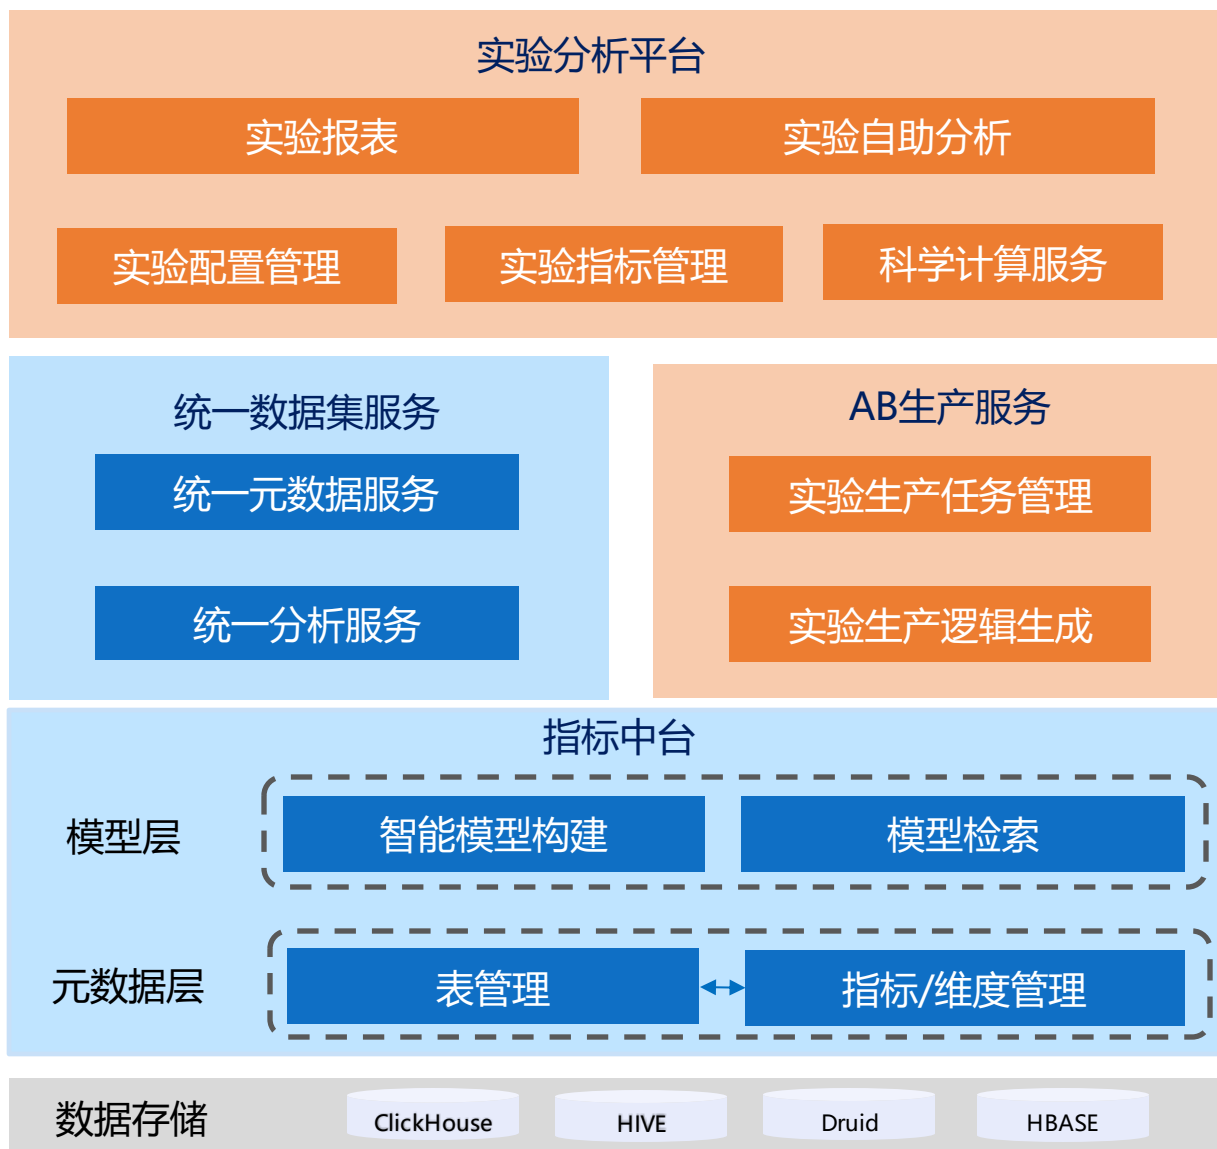 实验分析平台
实验报表
实验自助分析
实验配置管理
实验指标管理
科学计算服务
统一数据集服务
统一元数据服务
统一分析服务
AB生产服务
实验生产任务管理
实验生产逻辑生成
指标中台
模型层
智能模型构建
模型检索
元数据层
表管理
指标/维度管理
数据存储
ClickHouse
HIVE
Druid
HBASE